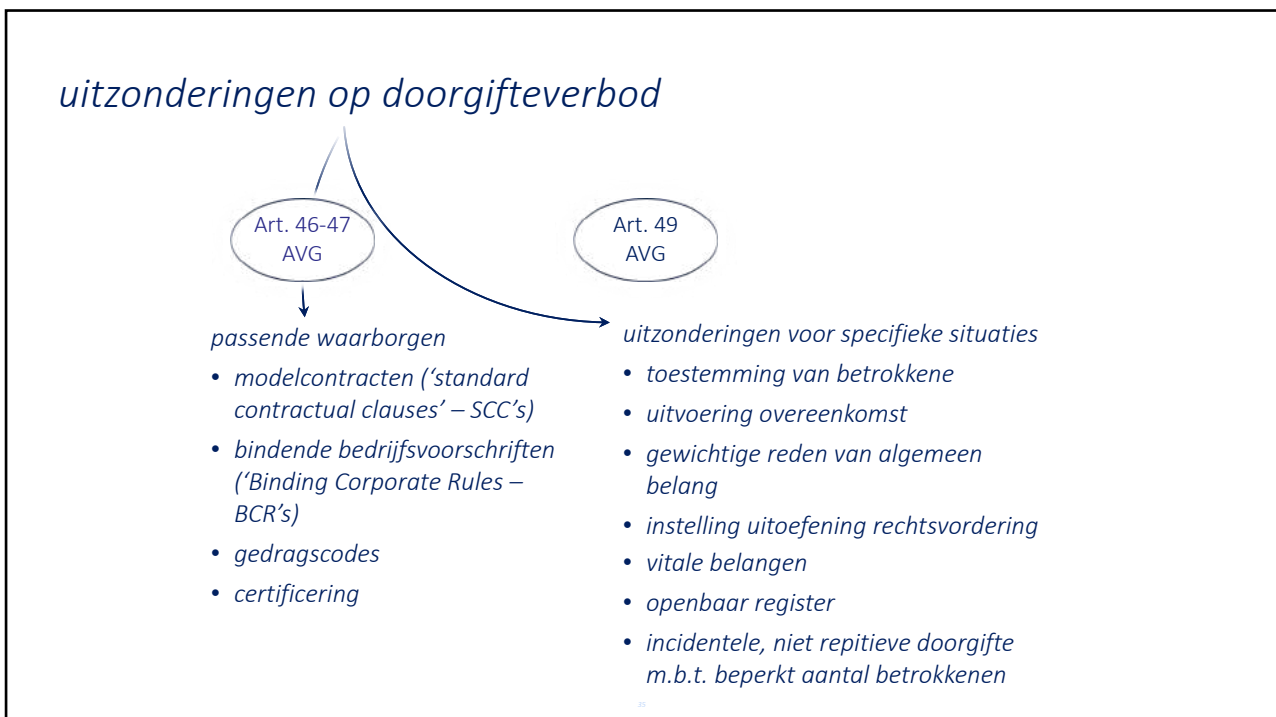 uitzonderingen op doorgifteverbod
Art. 46-47
AVG
passende waarborgen
• modelcontracten (‘standard
contractual clauses’ – SCC’s)
• bindende bedrijfsvoorschriften
(‘Binding Corporate Rules –
BCR’s)
• gedragscodes
• certificering
Art. 49
AVG
uitzonderingen voor specifieke situaties
• toestemming van betrokkene
• uitvoering overeenkomst
• gewichtige reden van algemeen
belang
• instelling uitoefening rechtsvordering
• vitale belangen
• openbaar register
• incidentele, niet repitieve doorgifte
m.b.t. beperkt aantal betrokkenen